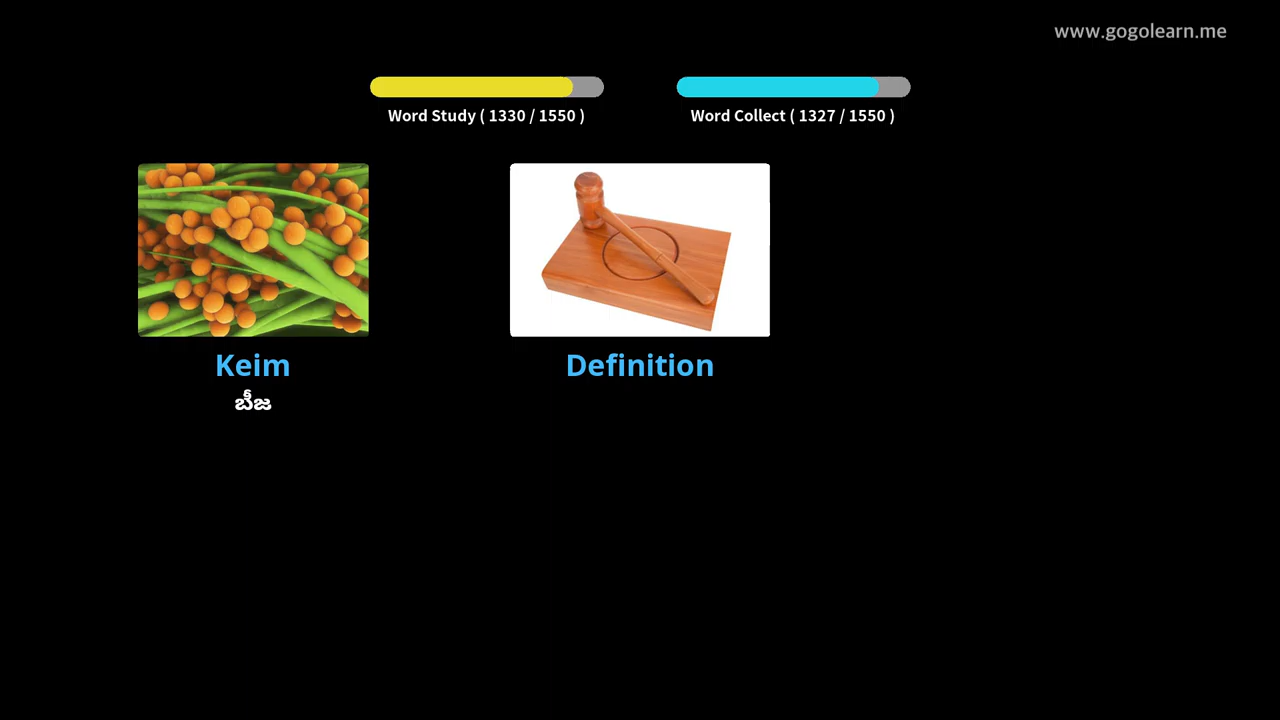 www.gogolearn.me
Word Study ( 1330 / 1550 )
Word Collect ( 1327 / 1550 )
Keim
Definition
ಬೀಜ